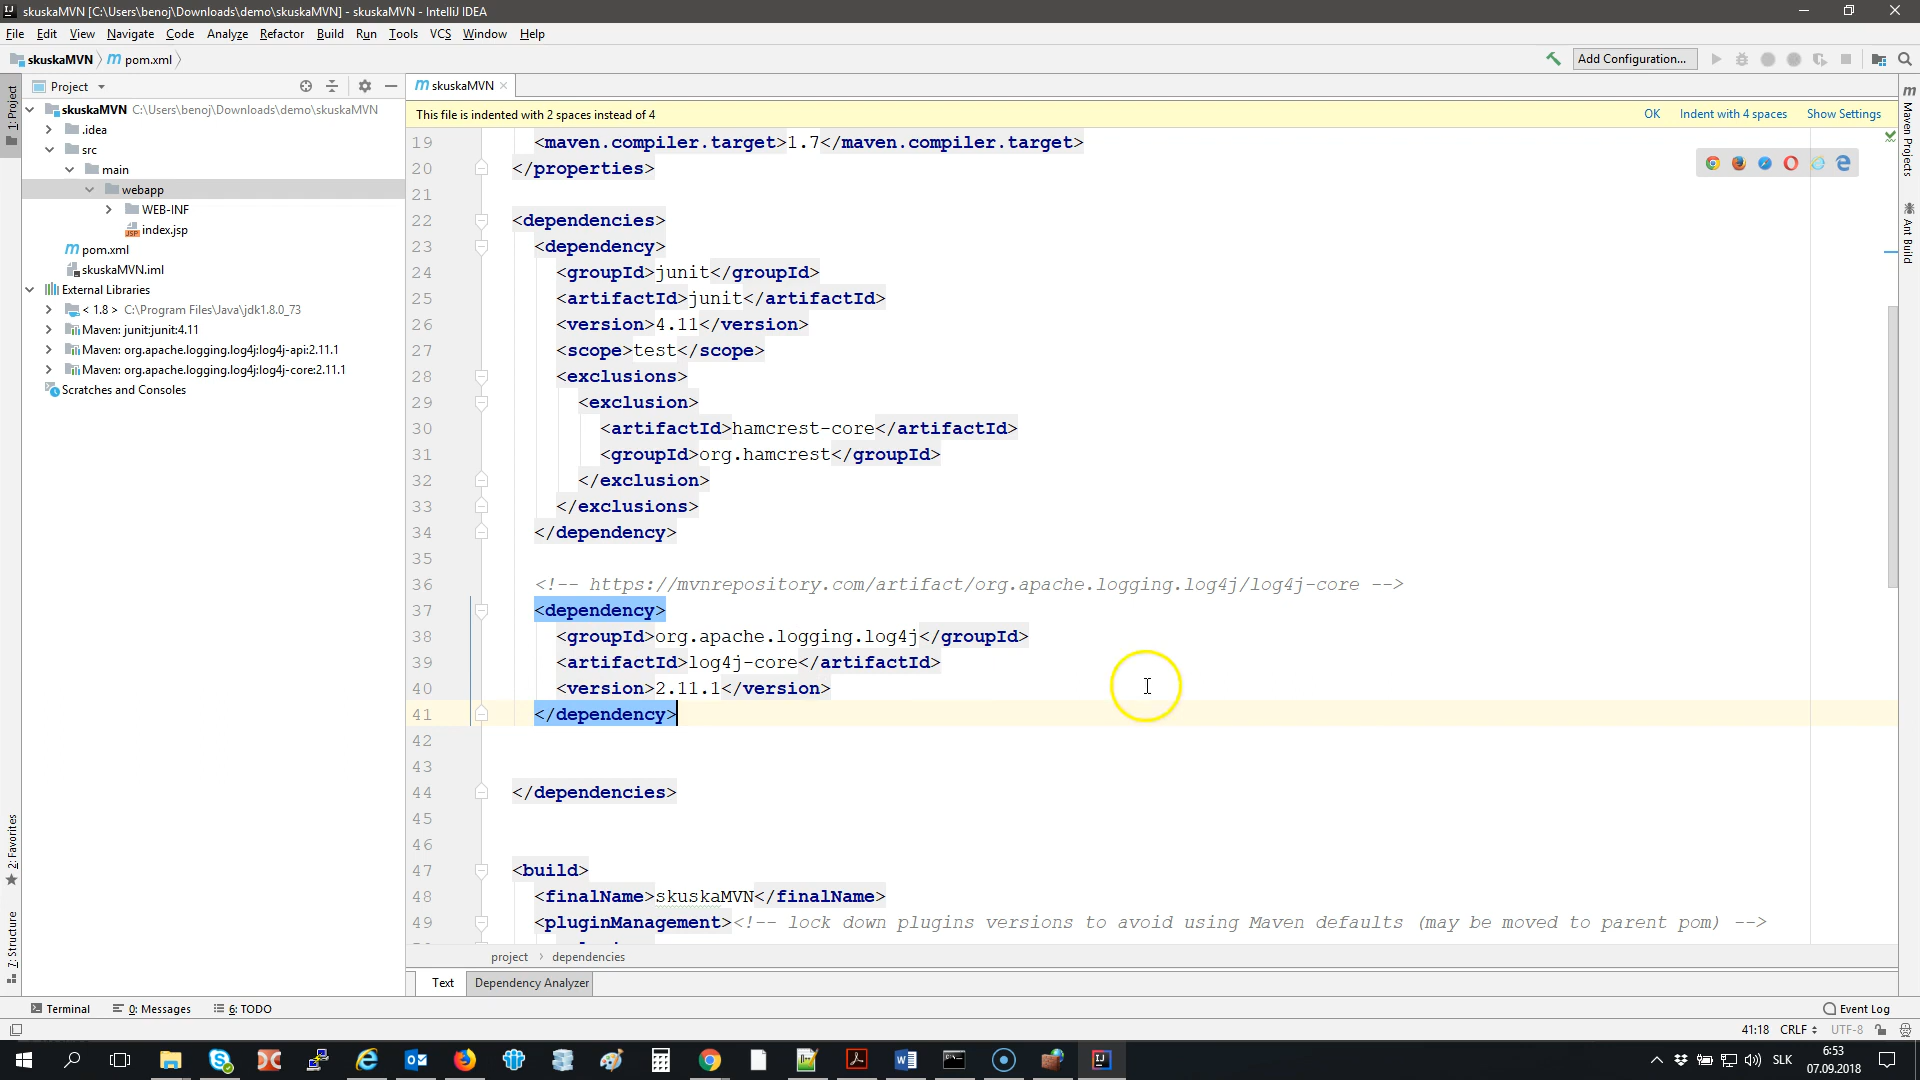 skuskaMVN [C:\Users\benoj\Downloads\demo\skuskaMVN] - skuskaMVN - IntelliJ IDEA
File Edit View Navigate Code Analyze Refactor Build Run Tools VCS Window Help
skuskaMVN pom.xml
Add Configuration...
Project
skuskaMVN
1: Project
skuskaMVN C:\Users\benoj\Downloads\demo\skuskaMVN
.idea
src
main
webapp
WEB-INF
index.jsp
pom.xml
skuskaMVN.iml
External Libraries
< 1.8 > C:\Program Files\Java\jdk1.8.0_73
Maven: junit:junit:4.11
Maven: org.apache.logging.log4j:log4j-api:2.11.1
Maven: org.apache.logging.log4j:log4j-core:2.11.1
Scratches and Consoles
2: Favorites
7: Structure
This file is indented with 2 spaces instead of 4
OK Indent with 4 spaces Show Settings
19 <maven.compiler.target>1.7</maven.compiler.target>
20 </properties>
21
22 <dependencies>
23 <dependency>
24 <groupId>junit</groupId>
25 <artifactId>junit</artifactId>
26 <version>4.11</version>
27 <scope>test</scope>
28 <exclusions>
29 <exclusion>
30 <artifactId>hamcrest-core</artifactId>
31 <groupId>org.hamcrest</groupId>
32 </exclusion>
33 </exclusions>
34 </dependency>
35
36 <!-- https://mvnrepository.com/artifact/org.apache.logging.log4j/log4j-core -->
37 <dependency>
38 <groupId>org.apache.logging.log4j</groupId>
39 <artifactId>log4j-core</artifactId>
40 <version>2.11.1</version>
41 </dependency>
42
43
44 </dependencies>
45
46
47 <build>
48 <finalName>skuskaMVN</finalName>
49 <pluginManagement><!-- lock down plugins versions to avoid using Maven defaults (may be moved to parent pom) -->
Maven Projects
Ant Build
project dependencies
Text Dependency Analyzer
Terminal 0: Messages 6: TODO
Event Log
41:18 CRLF UTF-8
SLK
6:53
07.09.2018